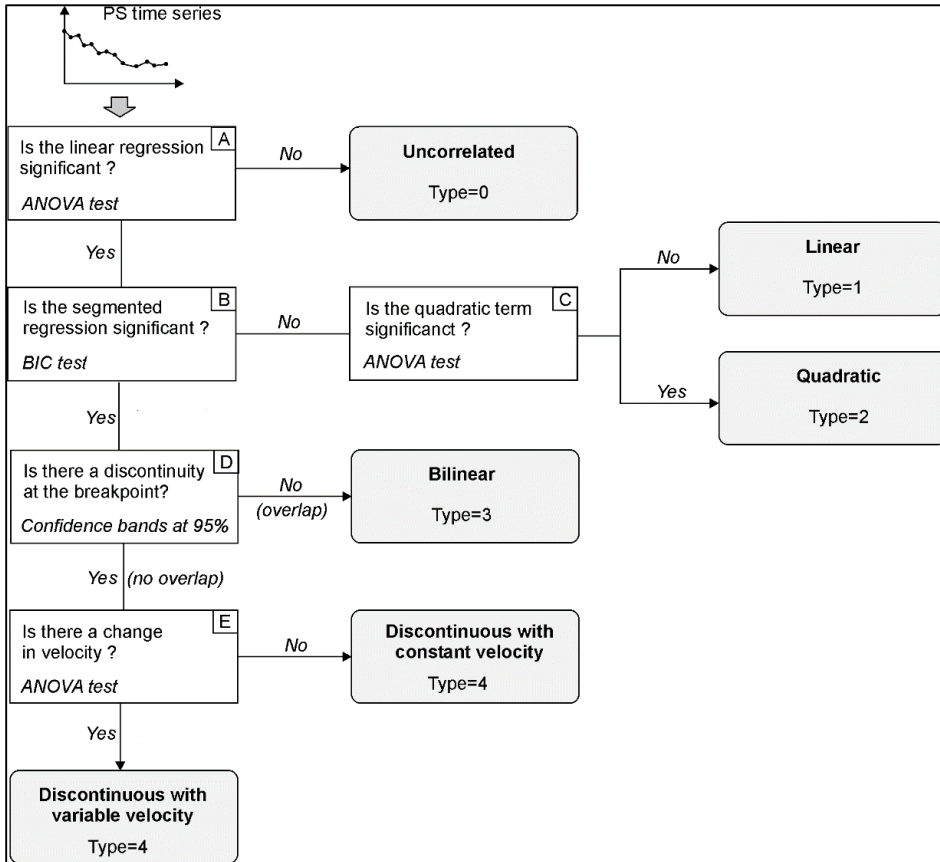 PS time series
A
Is the linear regression
significant ?
ANOVA test
No
Uncorrelated
Type=0
Yes
B
Is the segmented
regression significant ?
BIC test
No
C
Is the quadratic term
significanct ?
ANOVA test
No
Linear
Type=1
Yes
Quadratic
Type=2
Yes
D
Is there a discontinuity
at the breakpoint?
Confidence bands at 95%
No
(overlap)
Bilinear
Type=3
Yes (no overlap)
E
Is there a change
in velocity ?
ANOVA test
No
Discontinuous with
constant velocity
Type=4
Yes
Discontinuous with
variable velocity
Type=4